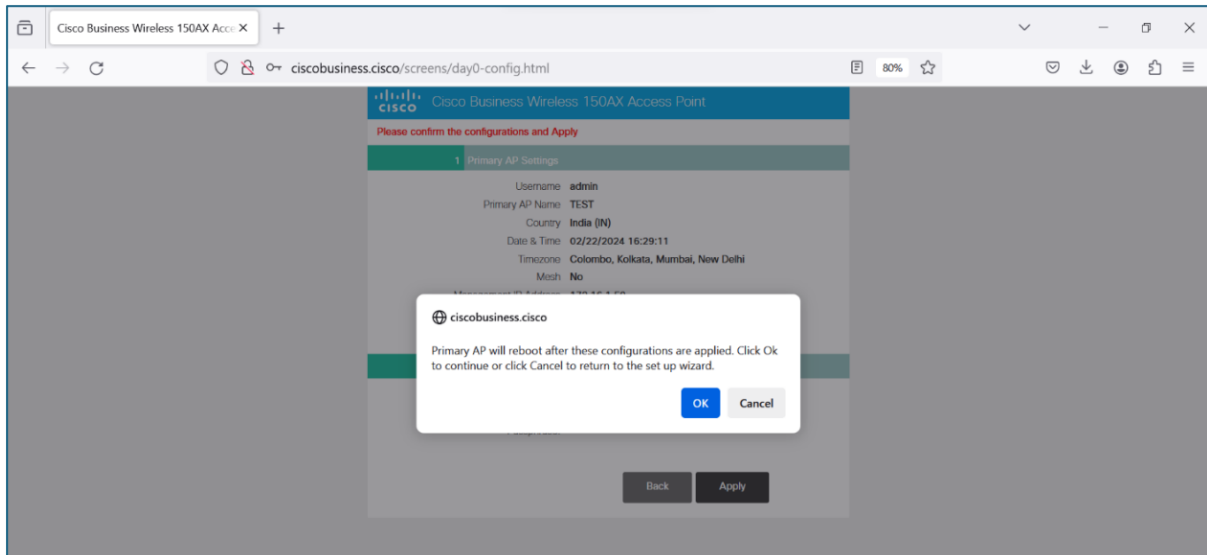 Cisco Business Wireless 150AX Acce
ciscobusiness.cisco/screens/day0-config.html
80%
CISCO Cisco Business Wireless 150AX Access Point
Please confirm the configurations and Apply
1 Primary AP Settings
Username admin
Primary AP Name TEST
Country India (IN)
Date & Time 02/22/2024 16:29:11
Timezone Colombo, Kolkata, Mumbai, New Delhi
Mesh No
ciscobusiness.cisco
Primary AP will reboot after these configurations are applied. Click Ok
to continue or click Cancel to return to the set up wizard.
OK Cancel
Back Apply